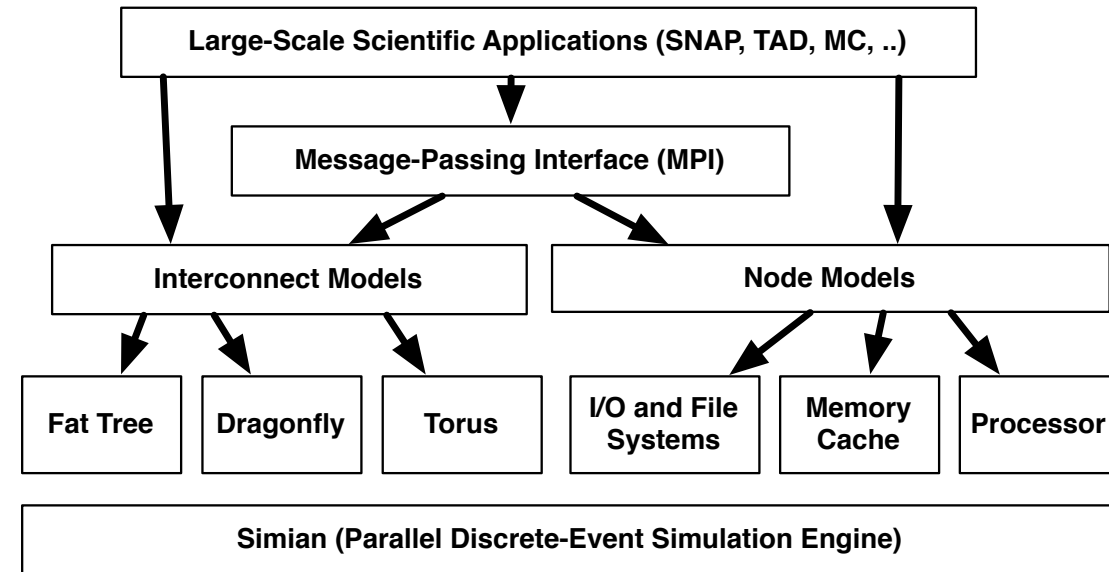 Large-Scale Scientific Applications (SNAP, TAD, MC, ..)
Message-Passing Interface (MPI)
Interconnect Models
Node Models
Fat Tree
Dragonfly
Torus
I/O and File
Systems
Memory
Cache
Processor
Simian (Parallel Discrete-Event Simulation Engine)